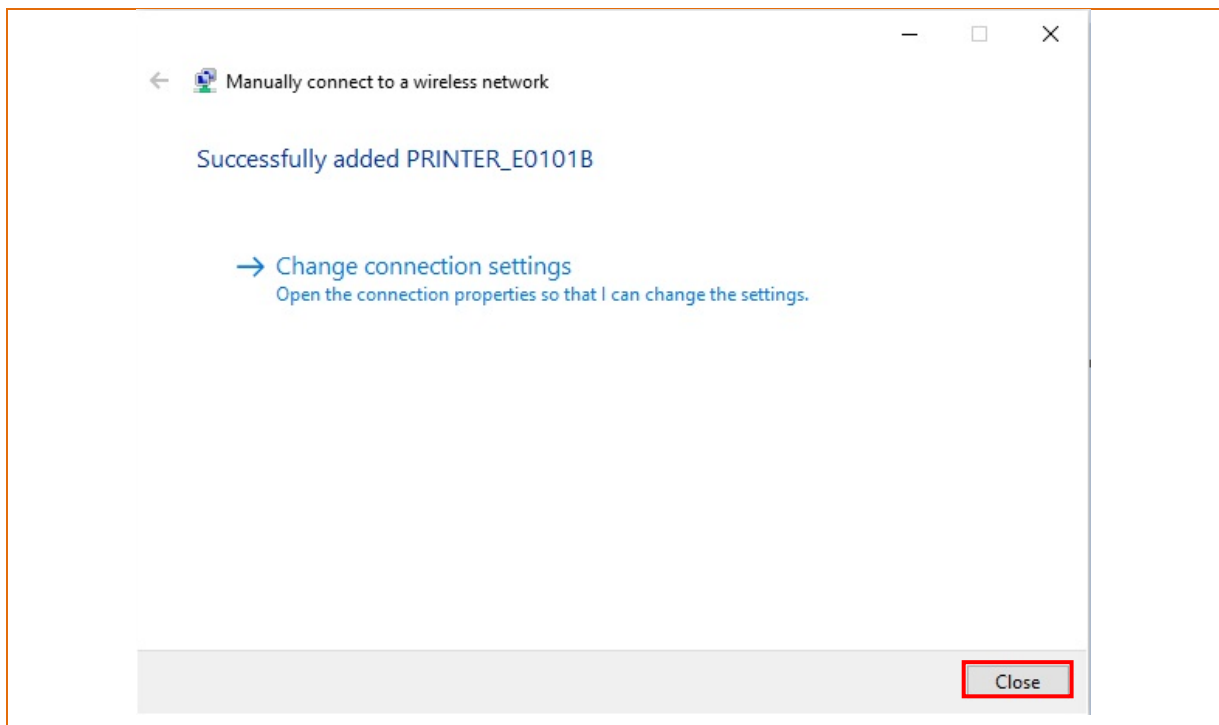 Manually connect to a wireless network
Successfully added PRINTER_E0101B
Change connection settings
Open the connection properties so that I can change the settings.
Close